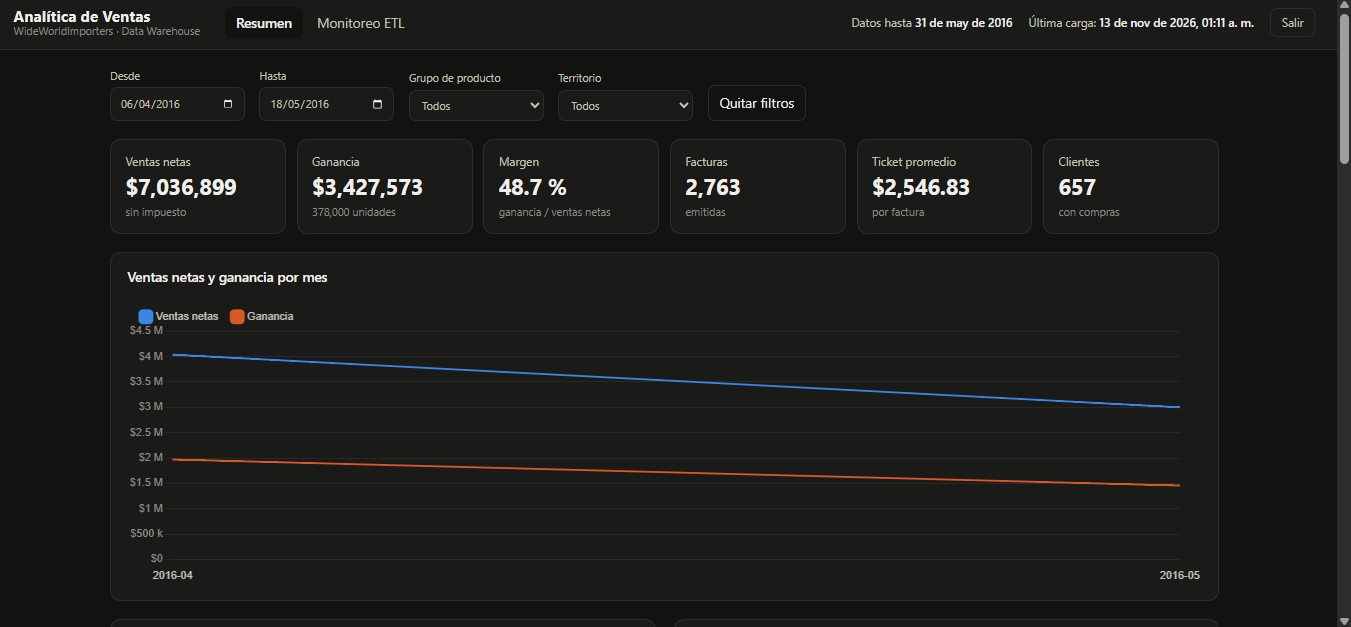 Analítica de Ventas
WideWorldImporters · Data Warehouse
Resumen
Monitoreo ETL
Datos hasta 31 de may de 2016
Última carga: 13 de nov de 2026, 01:11 a. m.
Salir
Desde
Hasta
Grupo de producto
Territorio
06/04/2016
18/05/2016
Todos
Todos
Quitar filtros
Ventas netas
$7,036,899
sin impuesto
Ganancia
$3,427,573
378,000 unidades
Margen
48.7 %
ganancia / ventas netas
Facturas
2,763
emitidas
Ticket promedio
$2,546.83
por factura
Clientes
657
con compras
Ventas netas y ganancia por mes
Ventas netas
Ganancia
$4.5 M
$4 M
$3.5 M
$3 M
$2.5 M
$2 M
$1.5 M
$1 M
$500 k
$0
2016-04
2016-05